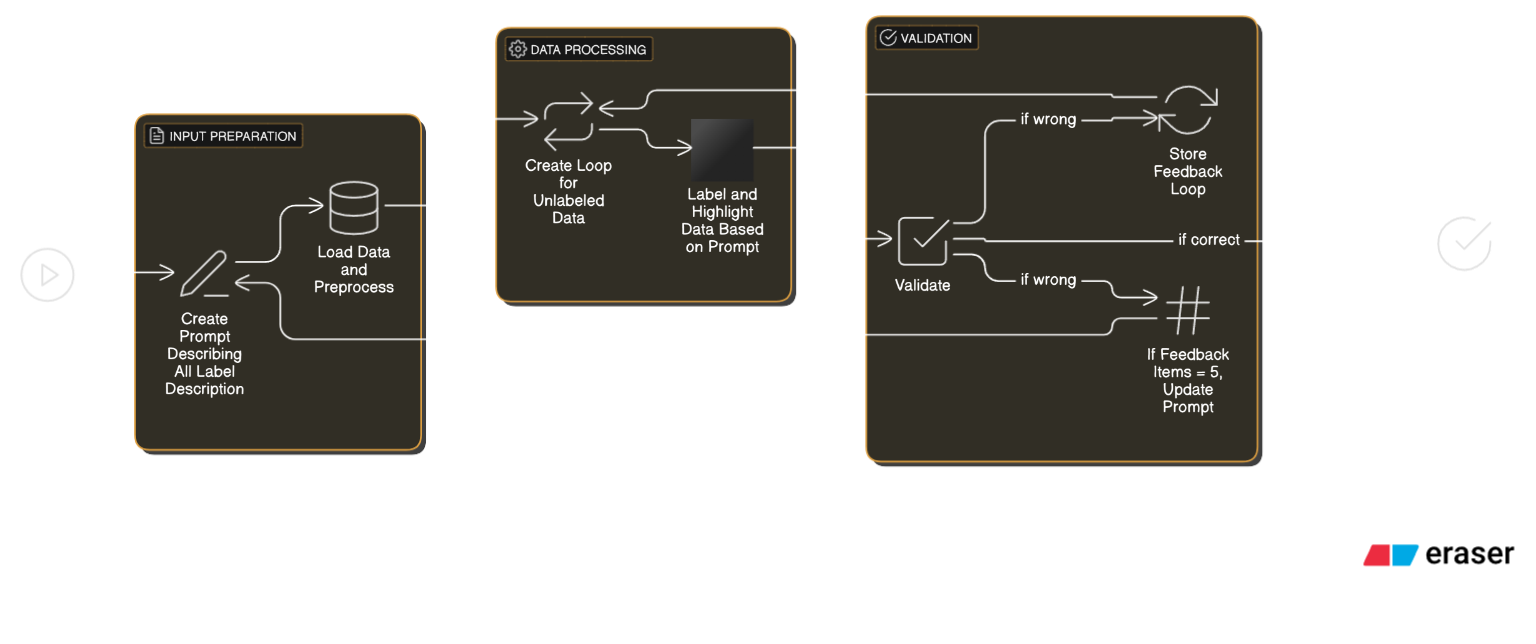 INPUT PREPARATION
Load Data
and
Preprocess
Create
Prompt
Describing
All Label
Description
DATA PROCESSING
Create Loop
for
Unlabeled
Data
Label and
Highlight
Data Based
on Prompt
VALIDATION
if wrong
Store
Feedback
Loop
if correct
Validate
if wrong
If Feedback
Items = 5,
Update
Prompt
eraser